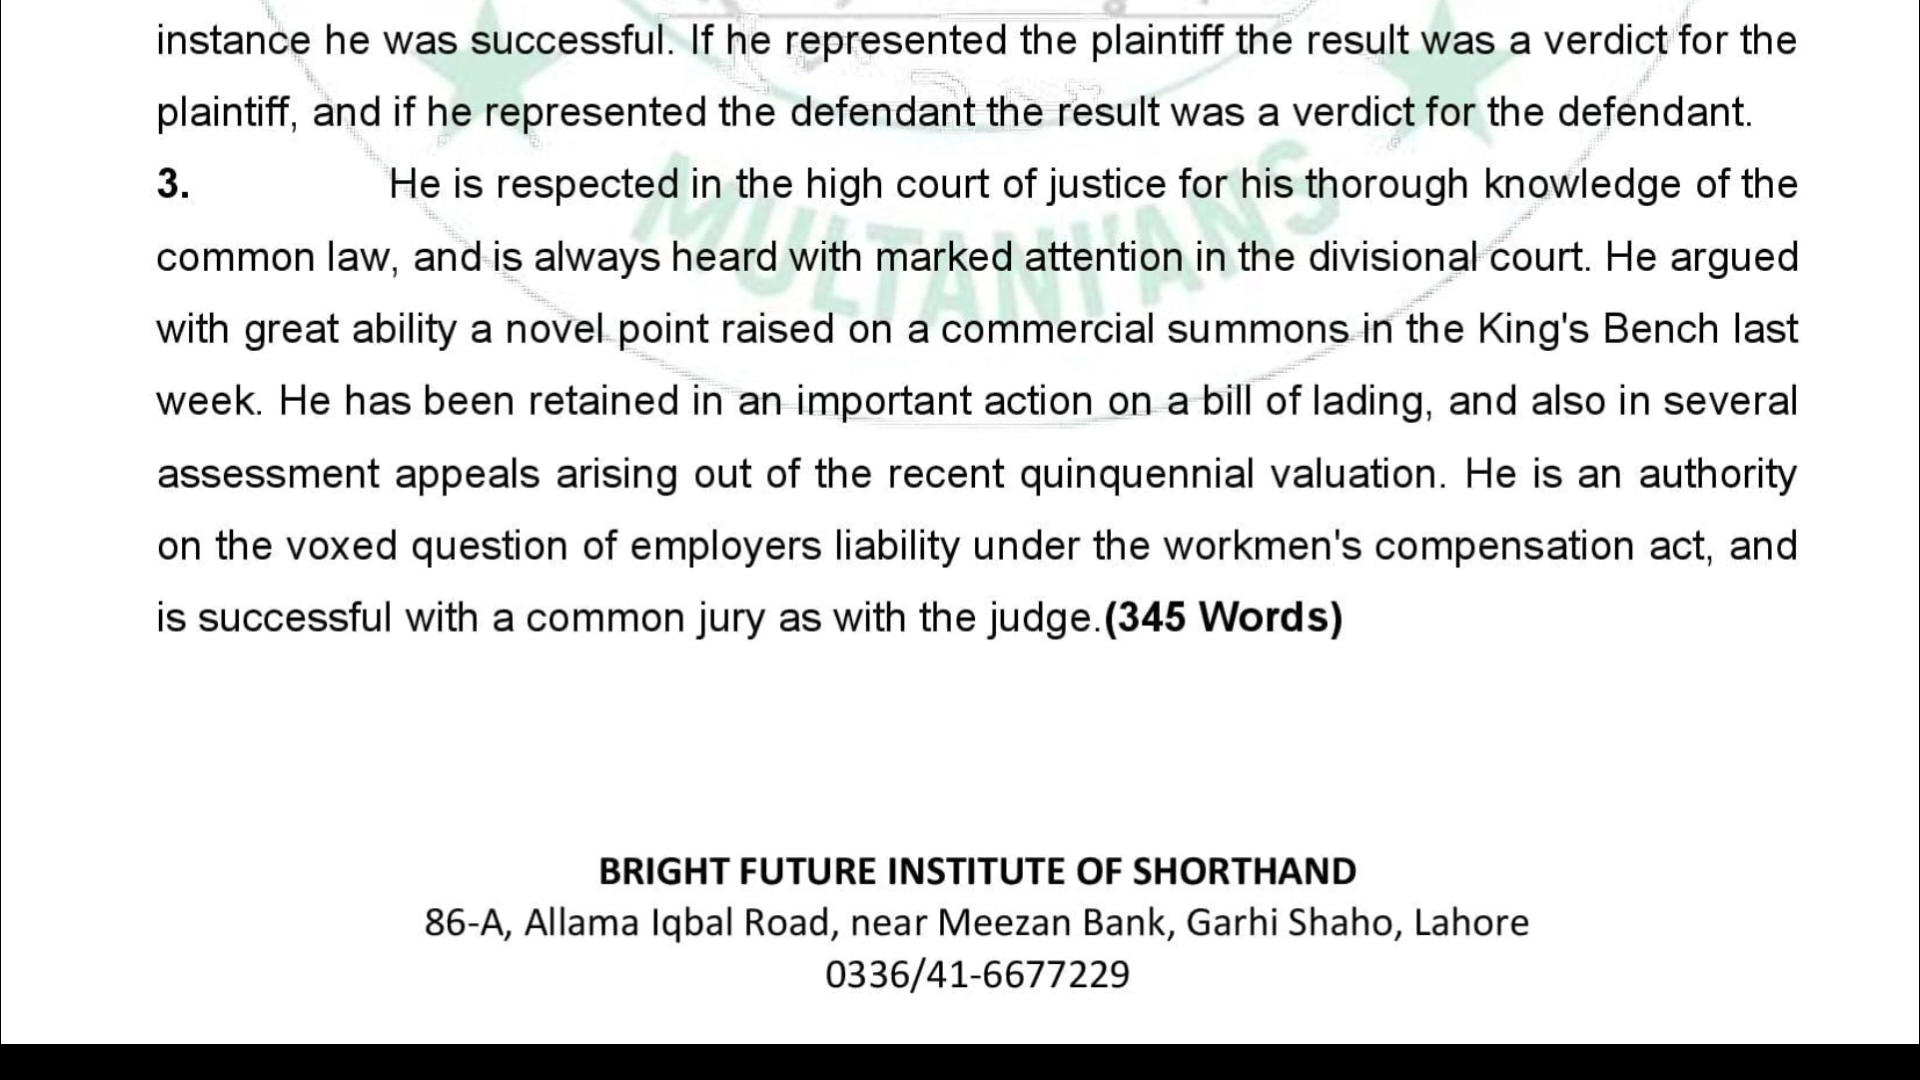 instance he was successful. If he represented the plaintiff the result was a verdict for the
plaintiff, and if he represented the defendant the result was a verdict for the defendant.
3. He is respected in the high court of justice for his thorough knowledge of the
common law, and is always heard with marked attention in the divisional court. He argued
with great ability a novel point raised on a commercial summons in the King's Bench last
week. He has been retained in an important action on a bill of lading, and also in several
assessment appeals arising out of the recent quinquennial valuation. He is an authority
on the voxed question of employers liability under the workmen's compensation act, and
is successful with a common jury as with the judge.(345 Words)
MULTANI'ANS
BRIGHT FUTURE INSTITUTE OF SHORTHAND
86-A, Allama Iqbal Road, near Meezan Bank, Garhi Shaho, Lahore
0336/41-6677229